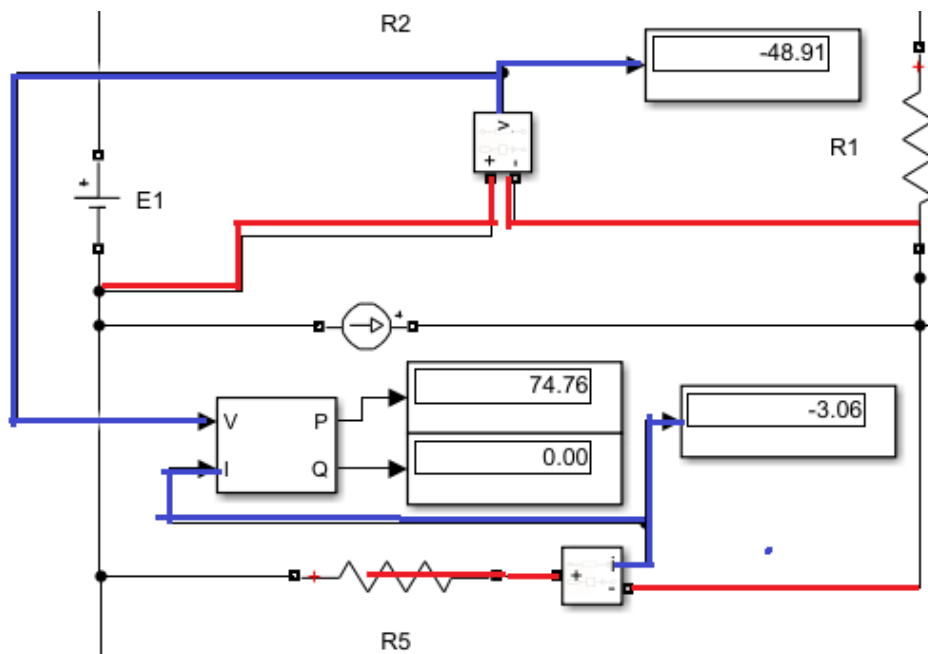 R2
-48.91
v
+ -
R1
+
E1
+
74.76
-3.06
V P
I Q
0.00
i
+
-
R5